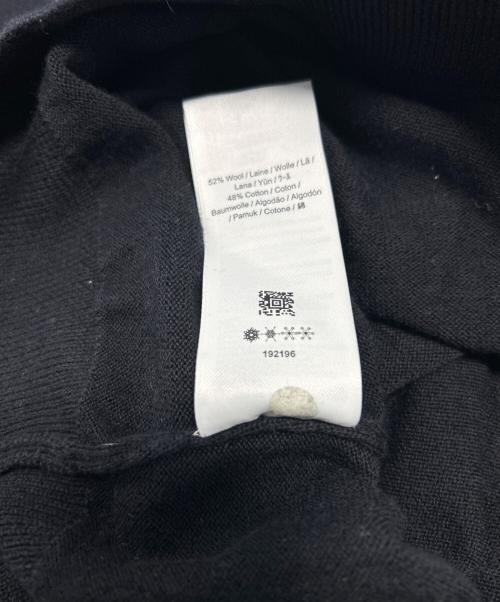 52% Wool / Laine / Wolle / Lã /
Lana / Yün / ウール
48% Cotton / Coton /
Baumwolle / Algodão / Algodón
/ Pamuk / Cotone / 綿
192196